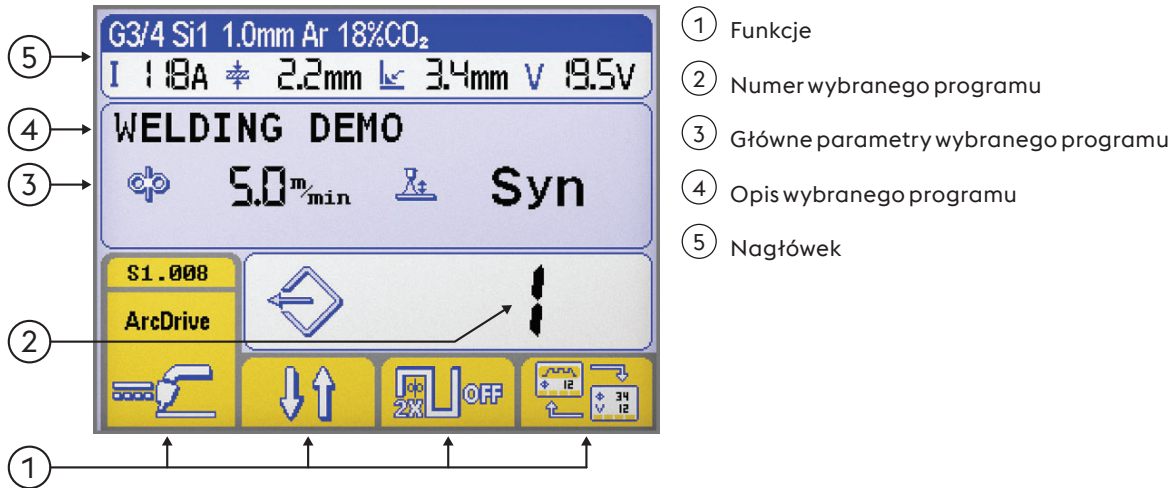 G3/4 Si1 1.0mm Ar 18%CO₂
I 118A 2.2mm 3.4mm V 19.5V
WELDING DEMO
5.0 m/min Syn
S1.008
ArcDrive
1
2X OFF
12
34
V 12
5
4
3
2
1
1 Funkcje
2 Numer wybranego programu
3 Główne parametry wybranego programu
4 Opis wybranego programu
5 Nagłówek